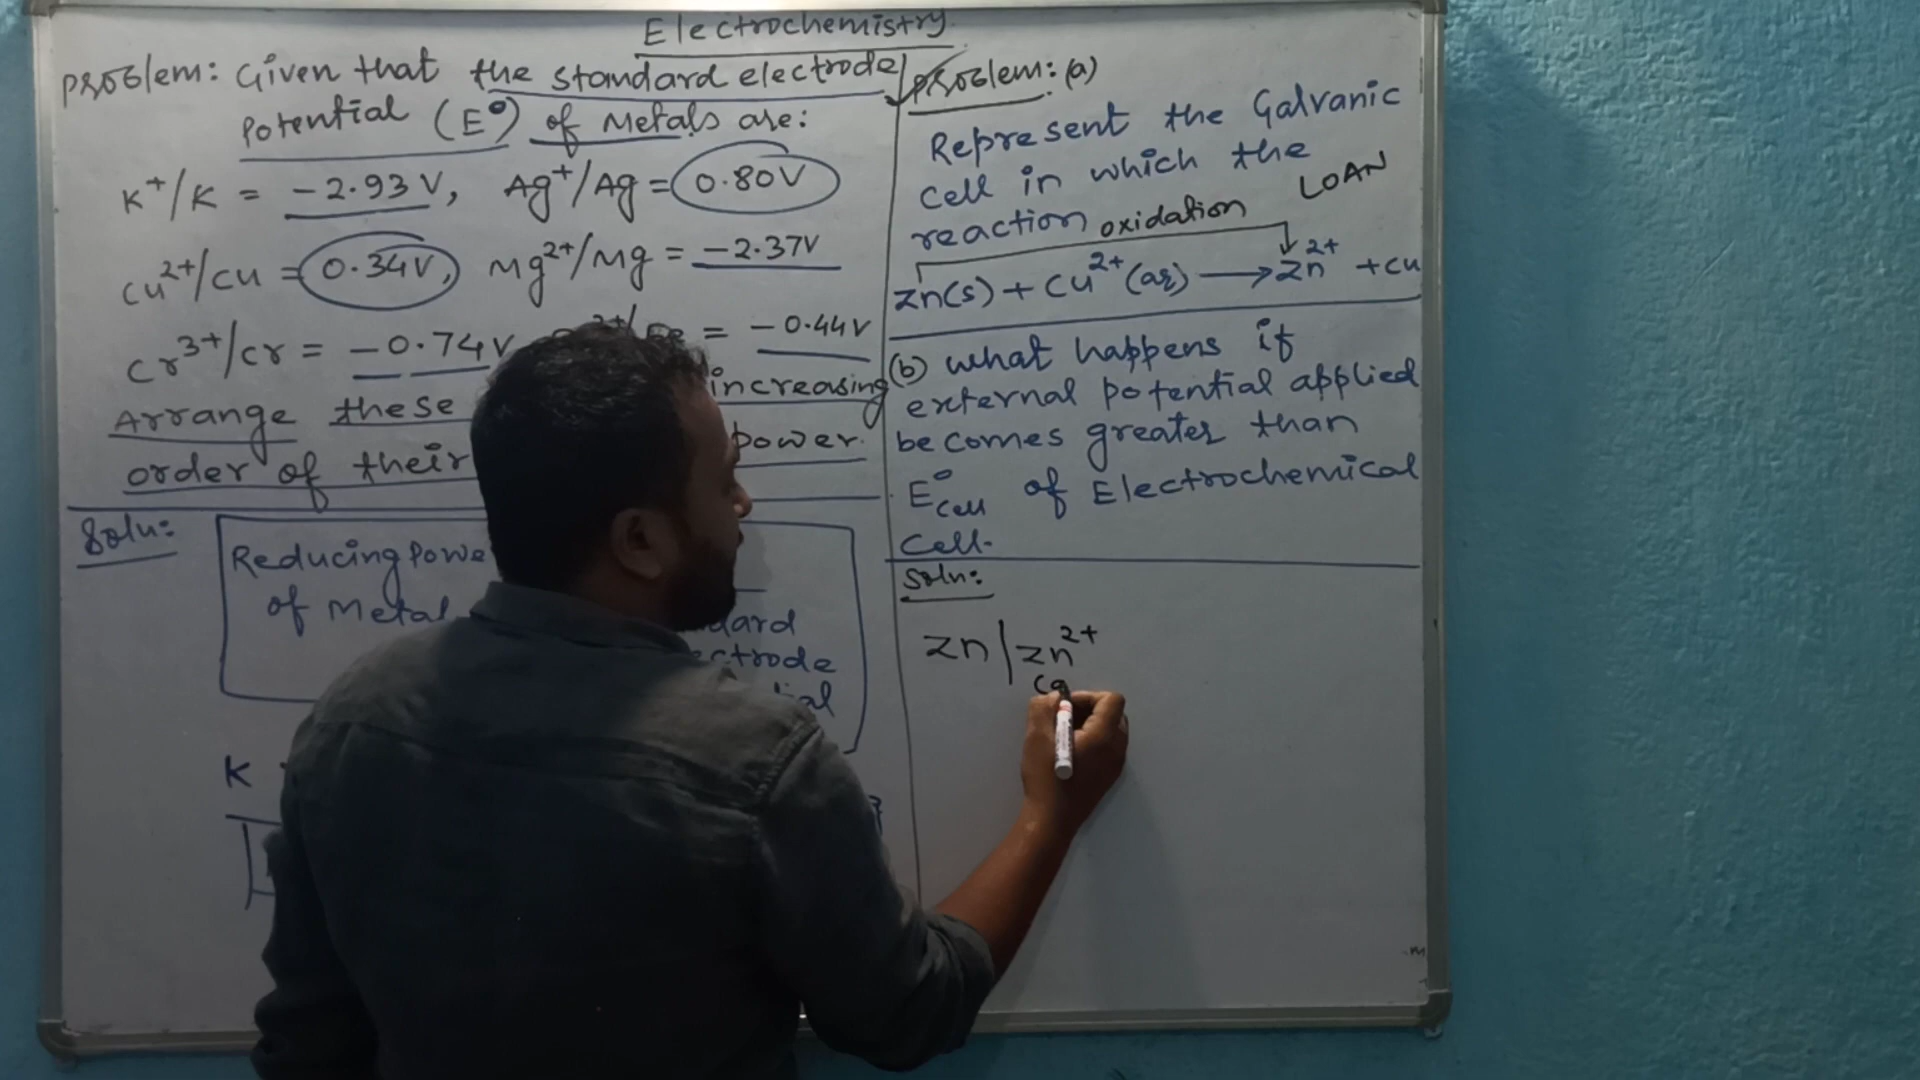 Electrochemistry
Problem: Given that the standard electrode
Potential (E°) of Metals are:
K⁺/K = -2.93V, Ag⁺/Ag = 0.80V
Cu²⁺/Cu = 0.34V, Mg²⁺/Mg = -2.37V
Cr³⁺/Cr = -0.74V = -0.44V
Arrange these increasing
order of their power.
Soln:
Reducing Powe
of Metal dard
ctrode
ial
K
Problem: (a)
Represent the Galvanic
cell in which the
reaction oxidation LOAN
Zn(s) + Cu²⁺(aq) → Zn²⁺ + Cu
(b) what happens if
external potential applied
becomes greater than
E°cell of Electrochemical
cell.
Soln:
Zn | Zn²⁺